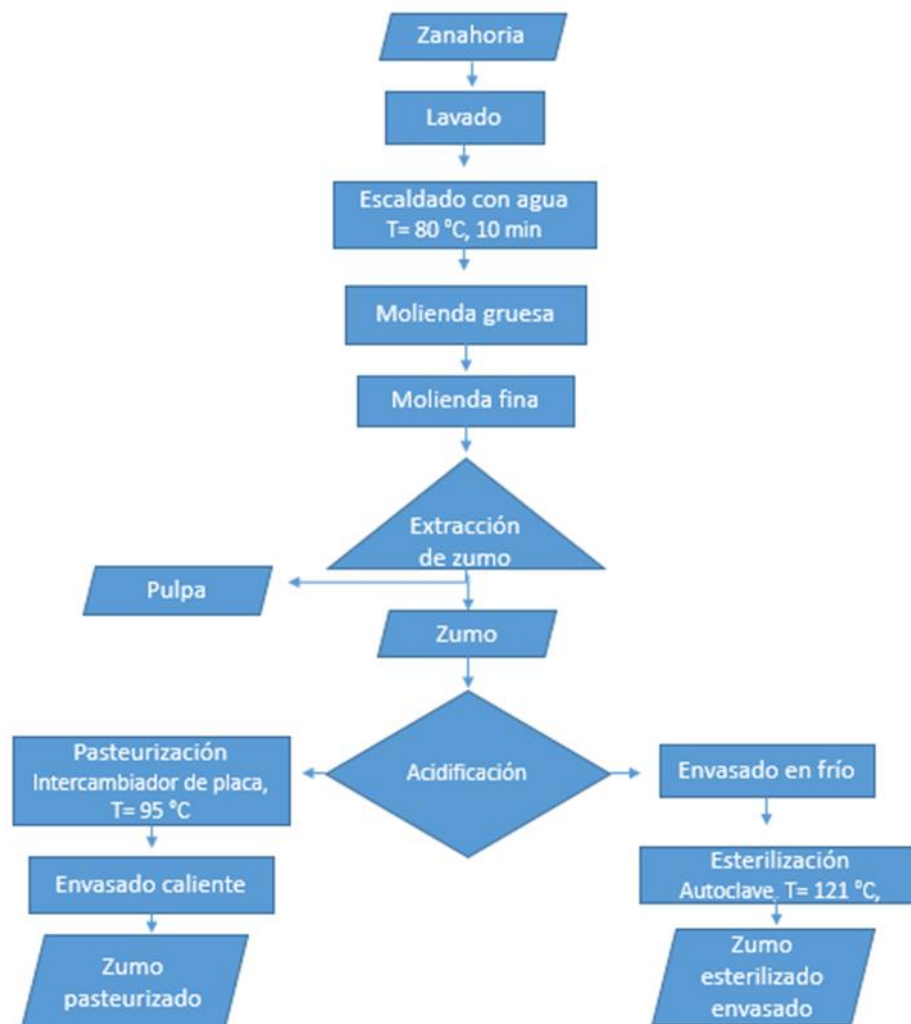 Zanahoria
Lavado
Escaldado con agua
T= 80 °C, 10 min
Molienda gruesa
Molienda fina
Extracción
de zumo
Pulpa
Zumo
Acidificación
Pasteurización
Intercambiador de placa,
T= 95 °C
Envasado caliente
Zumo
pasteurizado
Envasado en frío
Esterilización
Autoclave, T= 121 °C,
Zumo
esterilizado
envasado